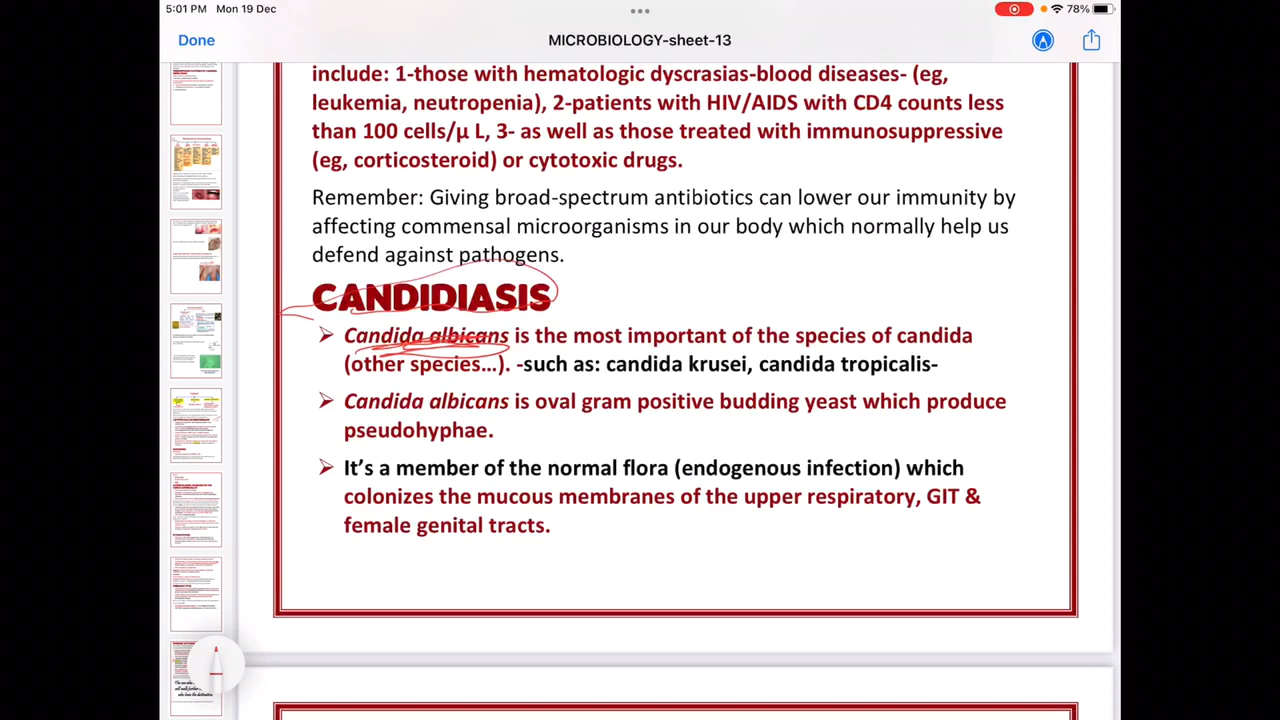 5:01 PM Mon 19 Dec
78%
Done
MICROBIOLOGY-sheet-13
include: 1-those with hematologic dyscrasias-blood diseases- (eg,
leukemia, neutropenia), 2-patients with HIV/AIDS with CD4 counts less
than 100 cells/µ L, 3- as well as those treated with immunosuppressive
(eg, corticosteroid) or cytotoxic drugs.
Remember: Giving broad-spectrum antibiotics can lower our immunity by
affecting commensal microorganisms in our body which normally help us
defend against pathogens.
CANDIDIASIS
➢ Candida albicans is the most important of the species of candida
(other species...). -such as: candida krusei, candida tropicalis-
➢ Candida albicans is oval gram positive budding yeast which produce
pseudohyphae.
➢ It's a member of the normal flora (endogenous infection) which
colonizes the mucous membranes of the upper respiratory, GIT &
female genital tracts.